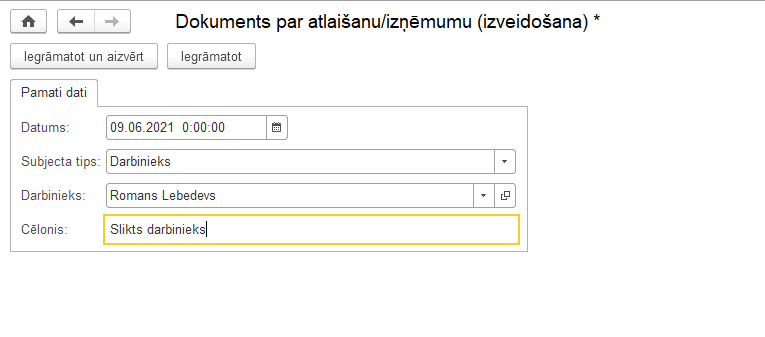 Dokuments par atlaišanu/izņēmumu (izveidošana) *
Iegrāmatot un aizvērt Iegrāmatot
Pamati dati
Datums: 09.06.2021 0:00:00
Subjecta tips: Darbinieks
Darbinieks: Romans Lebedevs
Cēlonis: Slikts darbinieks